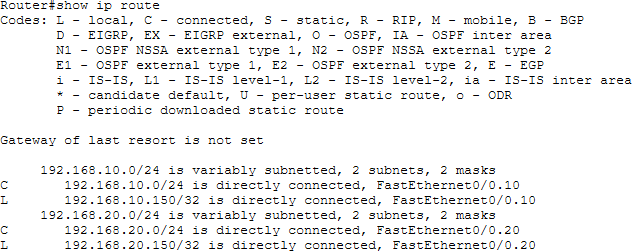 Router#show ip route
Codes: L - local, C - connected, S - static, R - RIP, M - mobile, B - BGP
       D - EIGRP, EX - EIGRP external, O - OSPF, IA - OSPF inter area
       N1 - OSPF NSSA external type 1, N2 - OSPF NSSA external type 2
       E1 - OSPF external type 1, E2 - OSPF external type 2, E - EGP
       i - IS-IS, L1 - IS-IS level-1, L2 - IS-IS level-2, ia - IS-IS inter area
       * - candidate default, U - per-user static route, o - ODR
       P - periodic downloaded static route
Gateway of last resort is not set
     192.168.10.0/24 is variably subnetted, 2 subnets, 2 masks
C       192.168.10.0/24 is directly connected, FastEthernet0/0.10
L       192.168.10.150/32 is directly connected, FastEthernet0/0.10
     192.168.20.0/24 is variably subnetted, 2 subnets, 2 masks
C       192.168.20.0/24 is directly connected, FastEthernet0/0.20
L       192.168.20.150/32 is directly connected, FastEthernet0/0.20